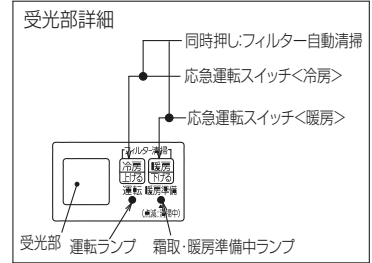 受光部詳細
同時押し:フィルター自動清掃
応急運転スイッチ<冷房>
応急運転スイッチ<暖房>
フィルター清掃
冷房 暖房
上げる 下げる
運転 暖房準備
(点滅:清掃中)
受光部 運転ランプ 霜取・暖房準備中ランプ